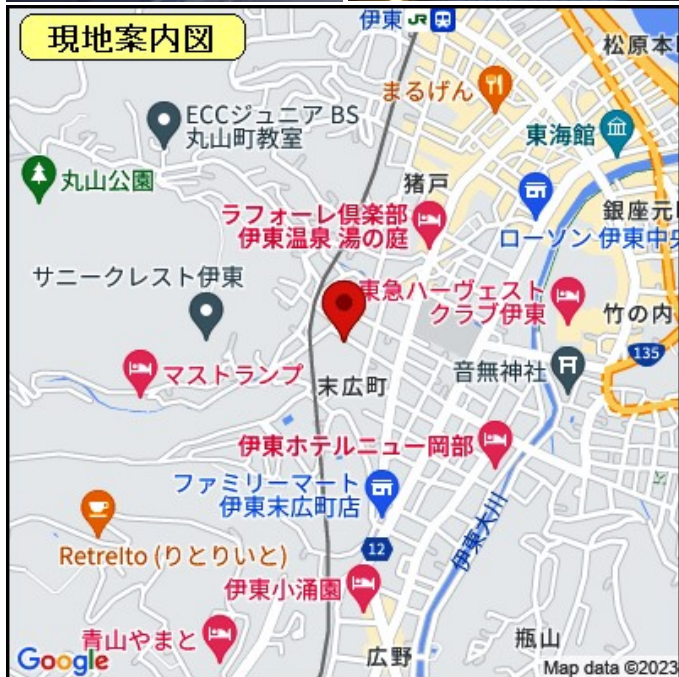 現地案内図
伊東 JR
松原本町
まるげん
ECCジュニア BS
丸山町教室
東海館
丸山公園
猪戸
ラフォーレ倶楽部
伊東温泉 湯の庭
銀座元
ローソン 伊東中央
サニークレスト伊東
東急ハーヴェスト
クラブ伊東
竹の内
135
マストランプ
末広町
音無神社
伊東ホテルニュー岡部
ファミリーマート
伊東末広町店
伊東大川
12
Retrelto (りとりいと)
伊東小涌園
青山やまと
瓶山
広野
Google
Map data ©2023